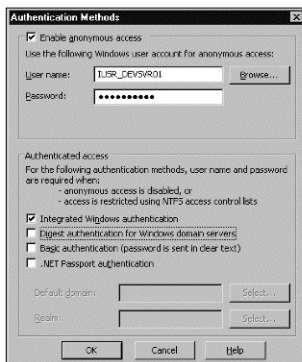 Authentication Methods
Enable anonymous access
Use the following Windows user account for anonymous access:
User name: IUSR_DEVSVR01 Browse...
Password: ••••••••••
Authenticated access
For the following authentication methods, user name and password
are required when:
- anonymous access is disabled, or
- access is restricted using NTFS access control lists
Integrated Windows authentication
Digest authentication for Windows domain servers
Basic authentication (password is sent in clear text)
.NET Passport authentication
Default domain: Select...
Realm: Select...
OK Cancel Help